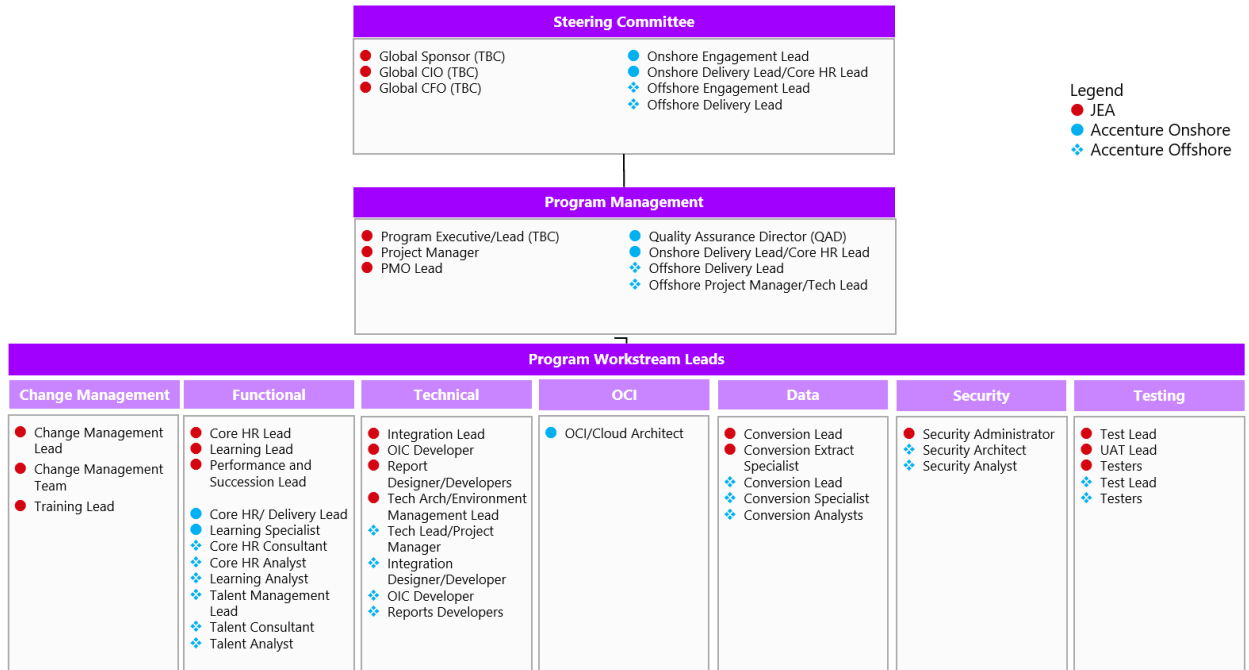 Steering Committee
Global Sponsor (TBC)
Global CIO (TBC)
Global CFO (TBC)
Onshore Engagement Lead
Onshore Delivery Lead/Core HR Lead
Offshore Engagement Lead
Offshore Delivery Lead
Legend
JEA
Accenture Onshore
Accenture Offshore
Program Management
Program Executive/Lead (TBC)
Project Manager
PMO Lead
Quality Assurance Director (QAD)
Onshore Delivery Lead/Core HR Lead
Offshore Delivery Lead
Offshore Project Manager/Tech Lead
Program Workstream Leads
Change Management
Change Management
Lead
Change Management
Team
Training Lead
Functional
Core HR Lead
Learning Lead
Performance and
Succession Lead
Core HR/ Delivery Lead
Learning Specialist
Core HR Consultant
Core HR Analyst
Learning Analyst
Talent Management
Lead
Talent Consultant
Talent Analyst
Technical
Integration Lead
OIC Developer
Report
Designer/Developers
Tech Arch/Environment
Management Lead
Tech Lead/Project
Manager
Integration
Designer/Developer
OIC Developer
Reports Developers
OCI
OCI/Cloud Architect
Data
Conversion Lead
Conversion Extract
Specialist
Conversion Lead
Conversion Specialist
Conversion Analysts
Security
Security Administrator
Security Architect
Security Analyst
Testing
Test Lead
UAT Lead
Testers
Test Lead
Testers